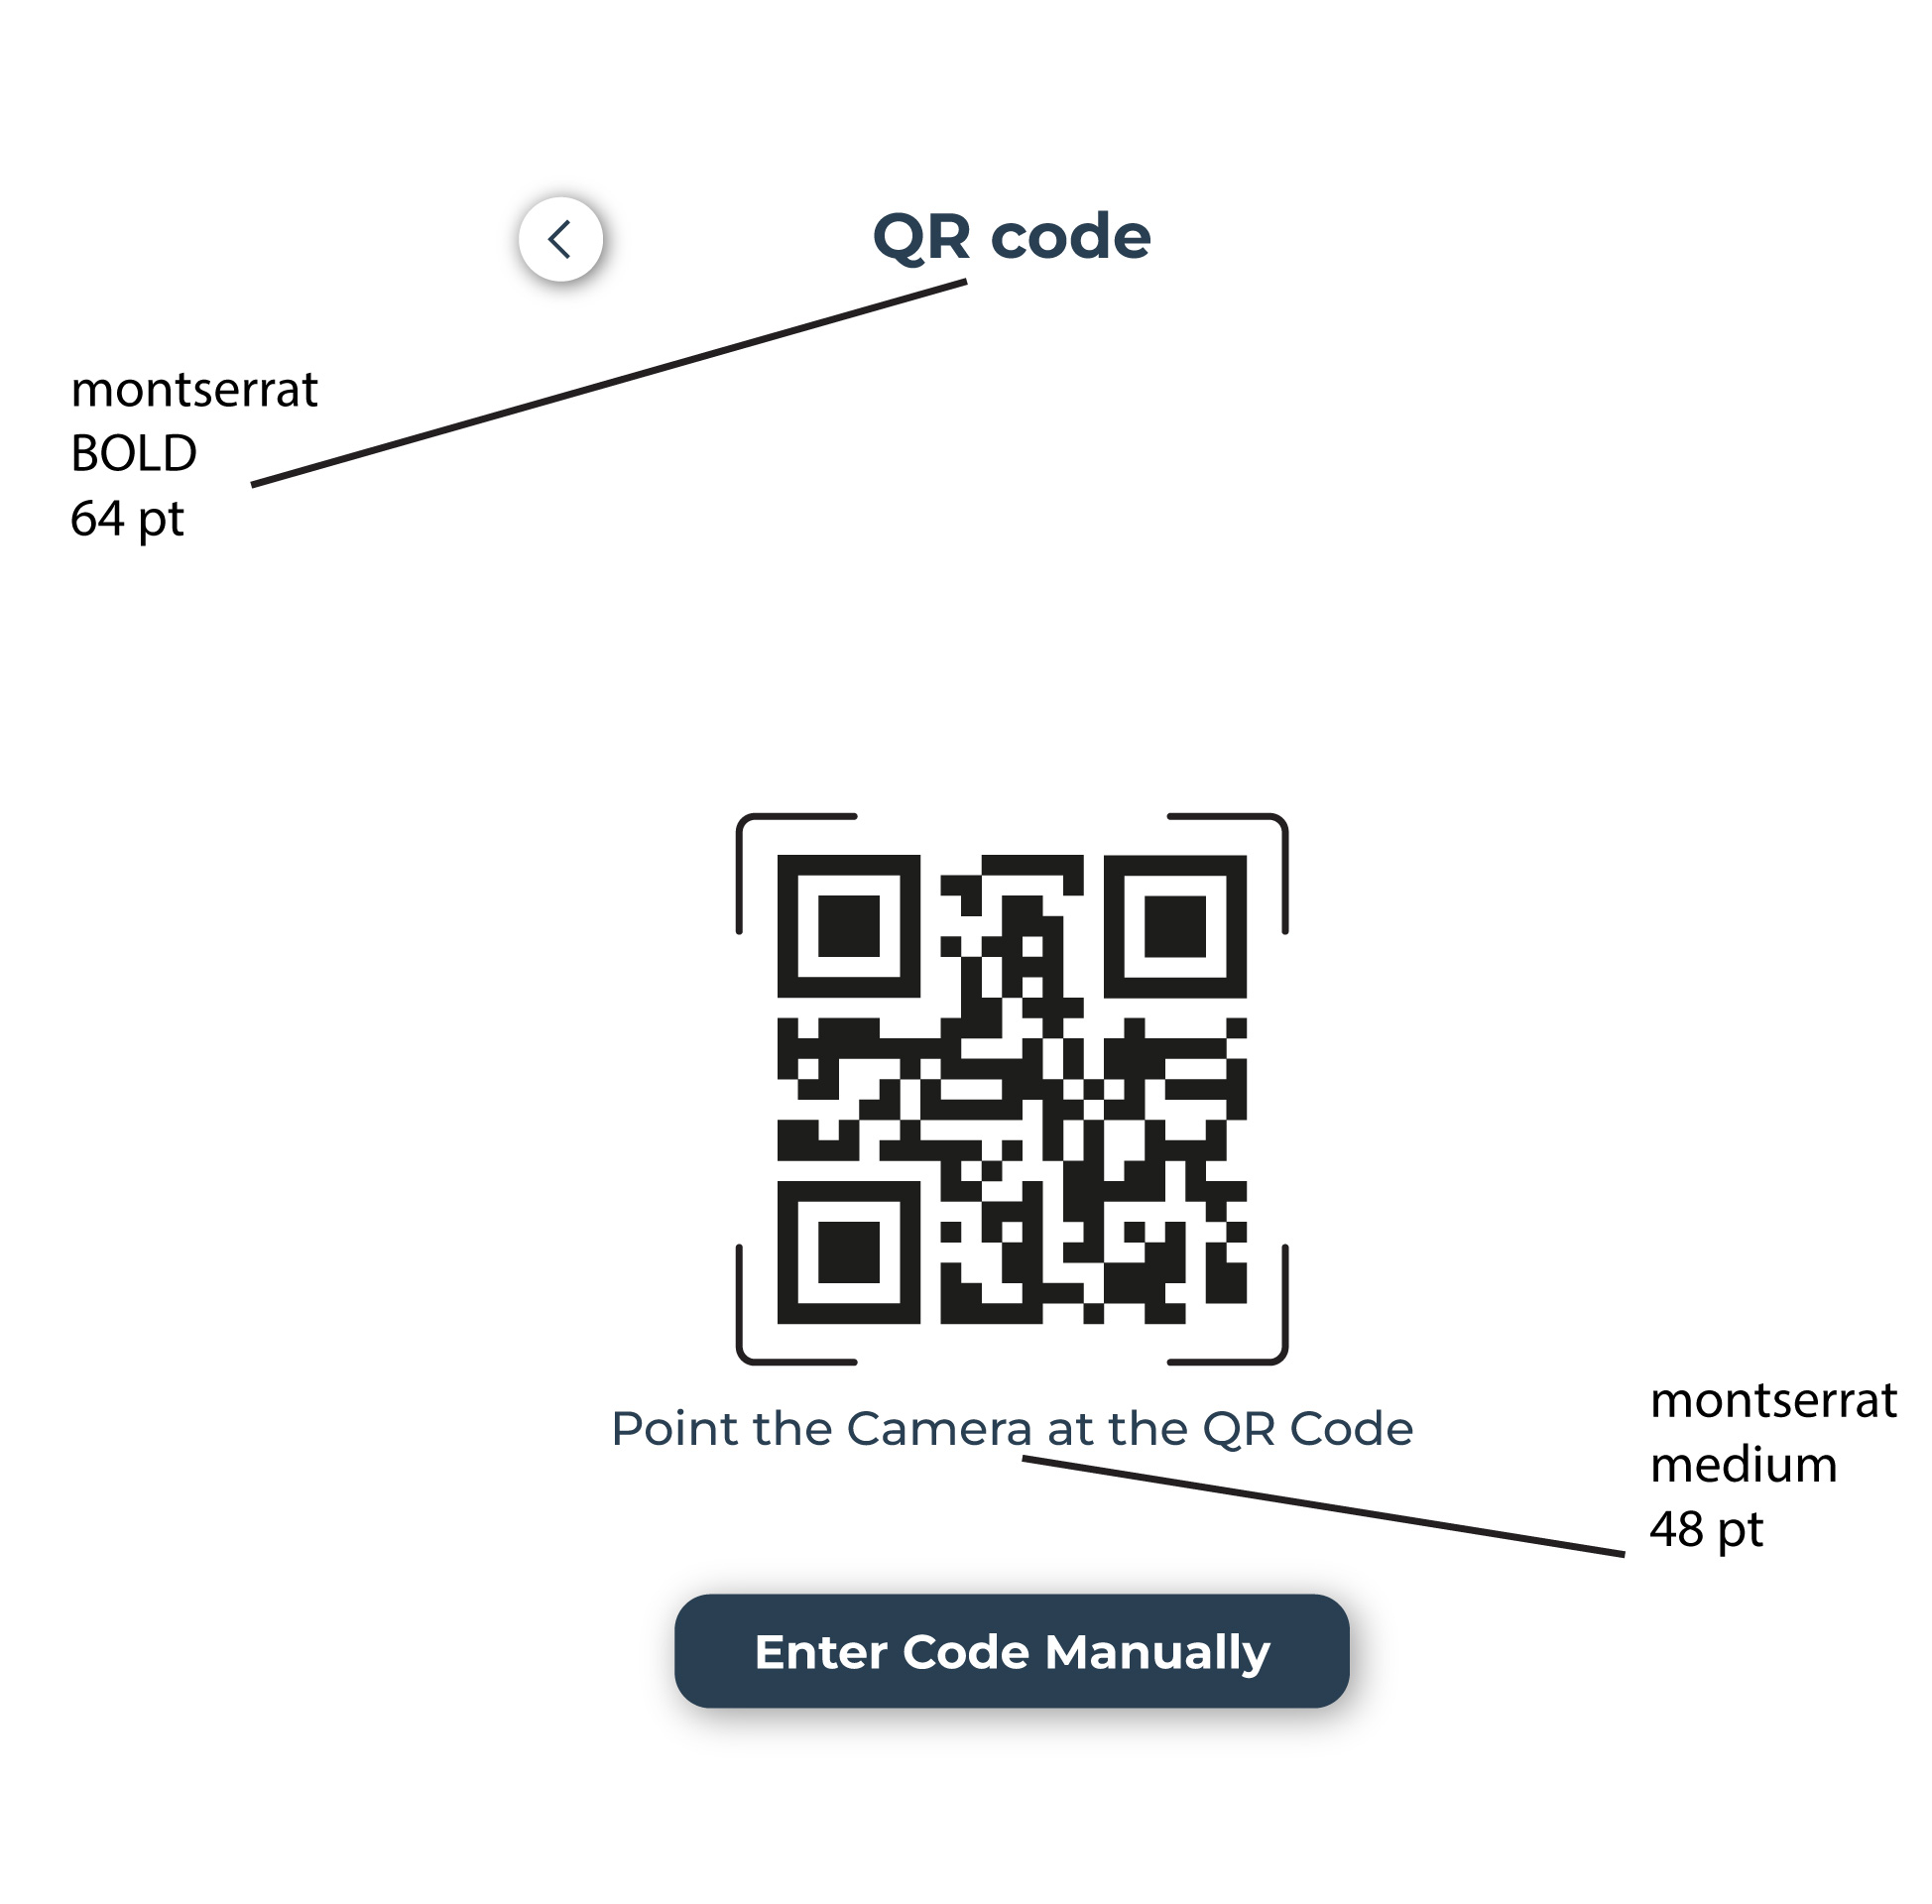 QR code
montserrat
BOLD
64 pt
Point the Camera at the QR Code
montserrat
medium
48 pt
Enter Code Manually